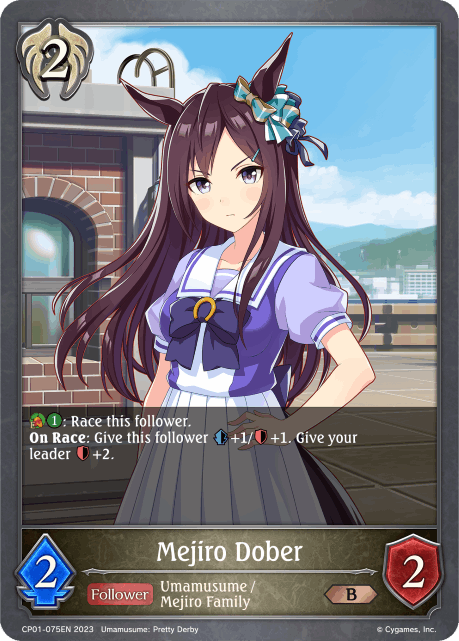 2
1: Race this follower.
On Race: Give this follower +1/ +1. Give your
leader +2.
Mejiro Dober
2
Follower
Umamusume /
Mejiro Family
B
2
CP01-075EN 2023 Umamusume: Pretty Derby
© Cygames, Inc.